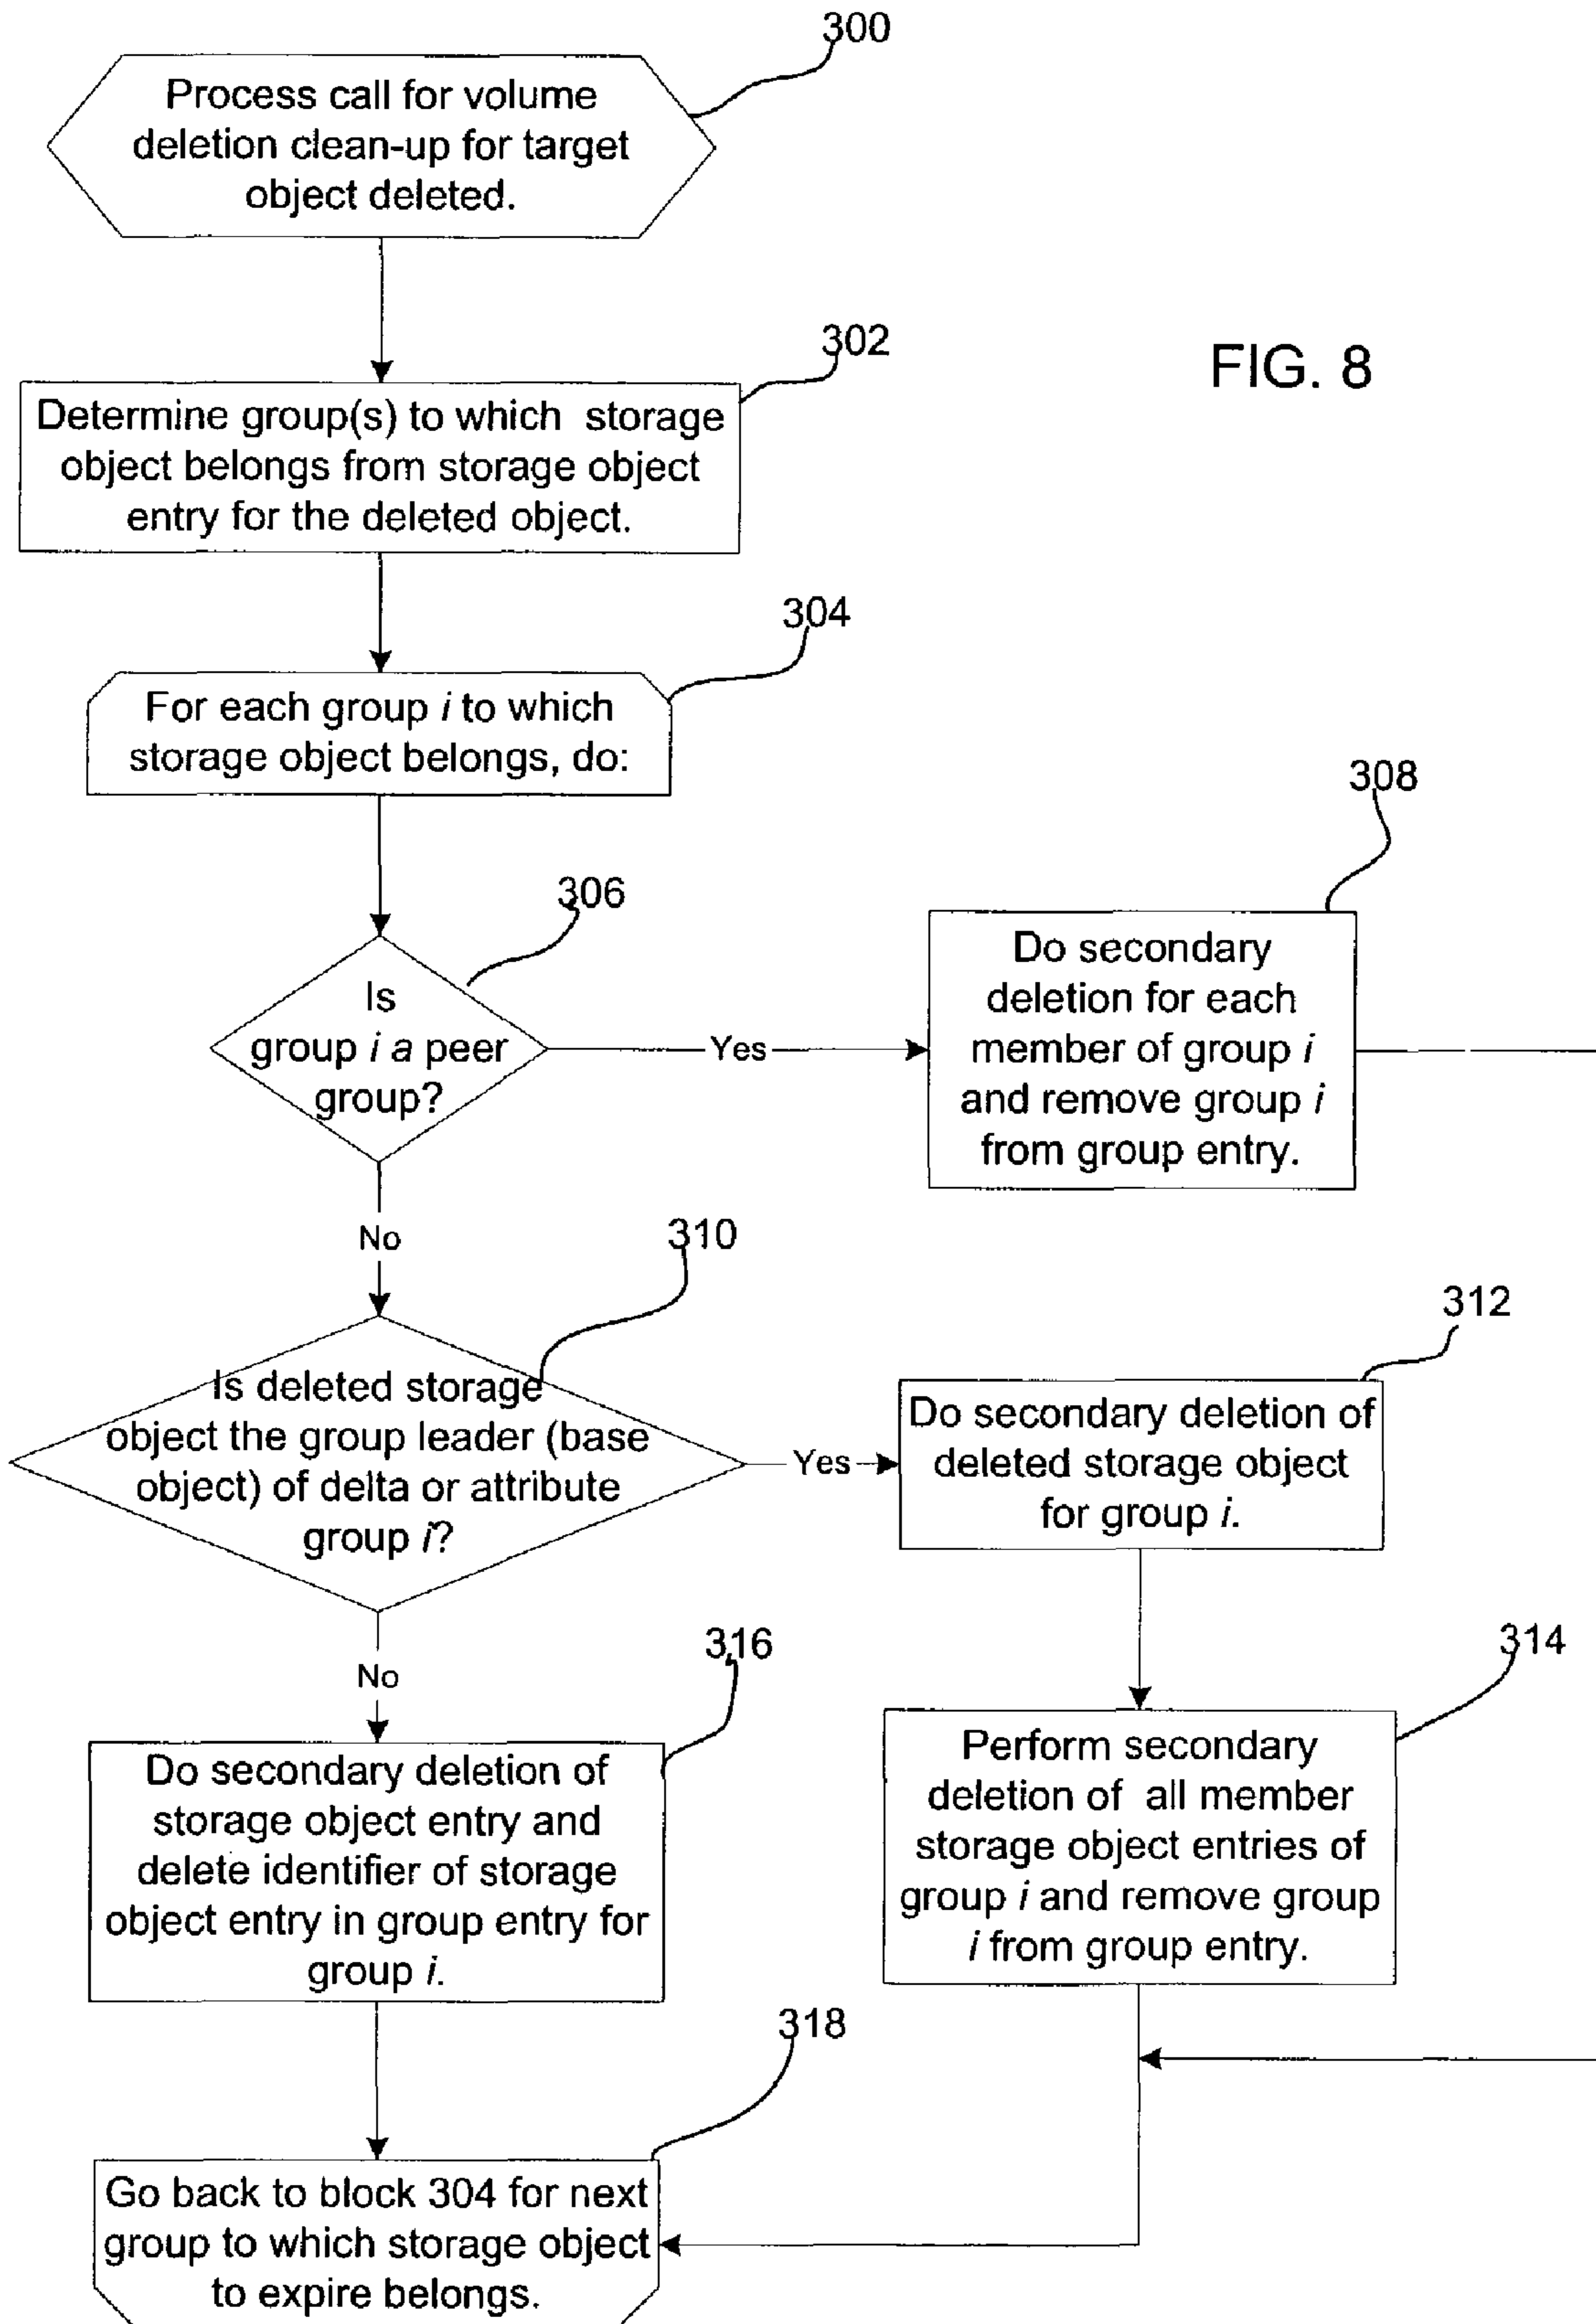 300
Process call for volume
deletion clean-up for target
object deleted.
302
FIG. 8
Determine group(s) to which storage
object belongs from storage object
entry for the deleted object.
304
For each group i to which
storage object belongs, do:
308
306
Do secondary
deletion for each
member of group i
and remove group i
from group entry.
Is
group i a peer
group?
Yes
No
310
312
Is deleted storage
object the group leader (base
object) of delta or attribute
group i?
Yes
Do secondary deletion of
deleted storage object
for group i.
No
316
314
Do secondary deletion of
storage object entry and
delete identifier of storage
object entry in group entry for
group i.
Perform secondary
deletion of all member
storage object entries of
group i and remove group
i from group entry.
318
Go back to block 304 for next
group to which storage object
to expire belongs.